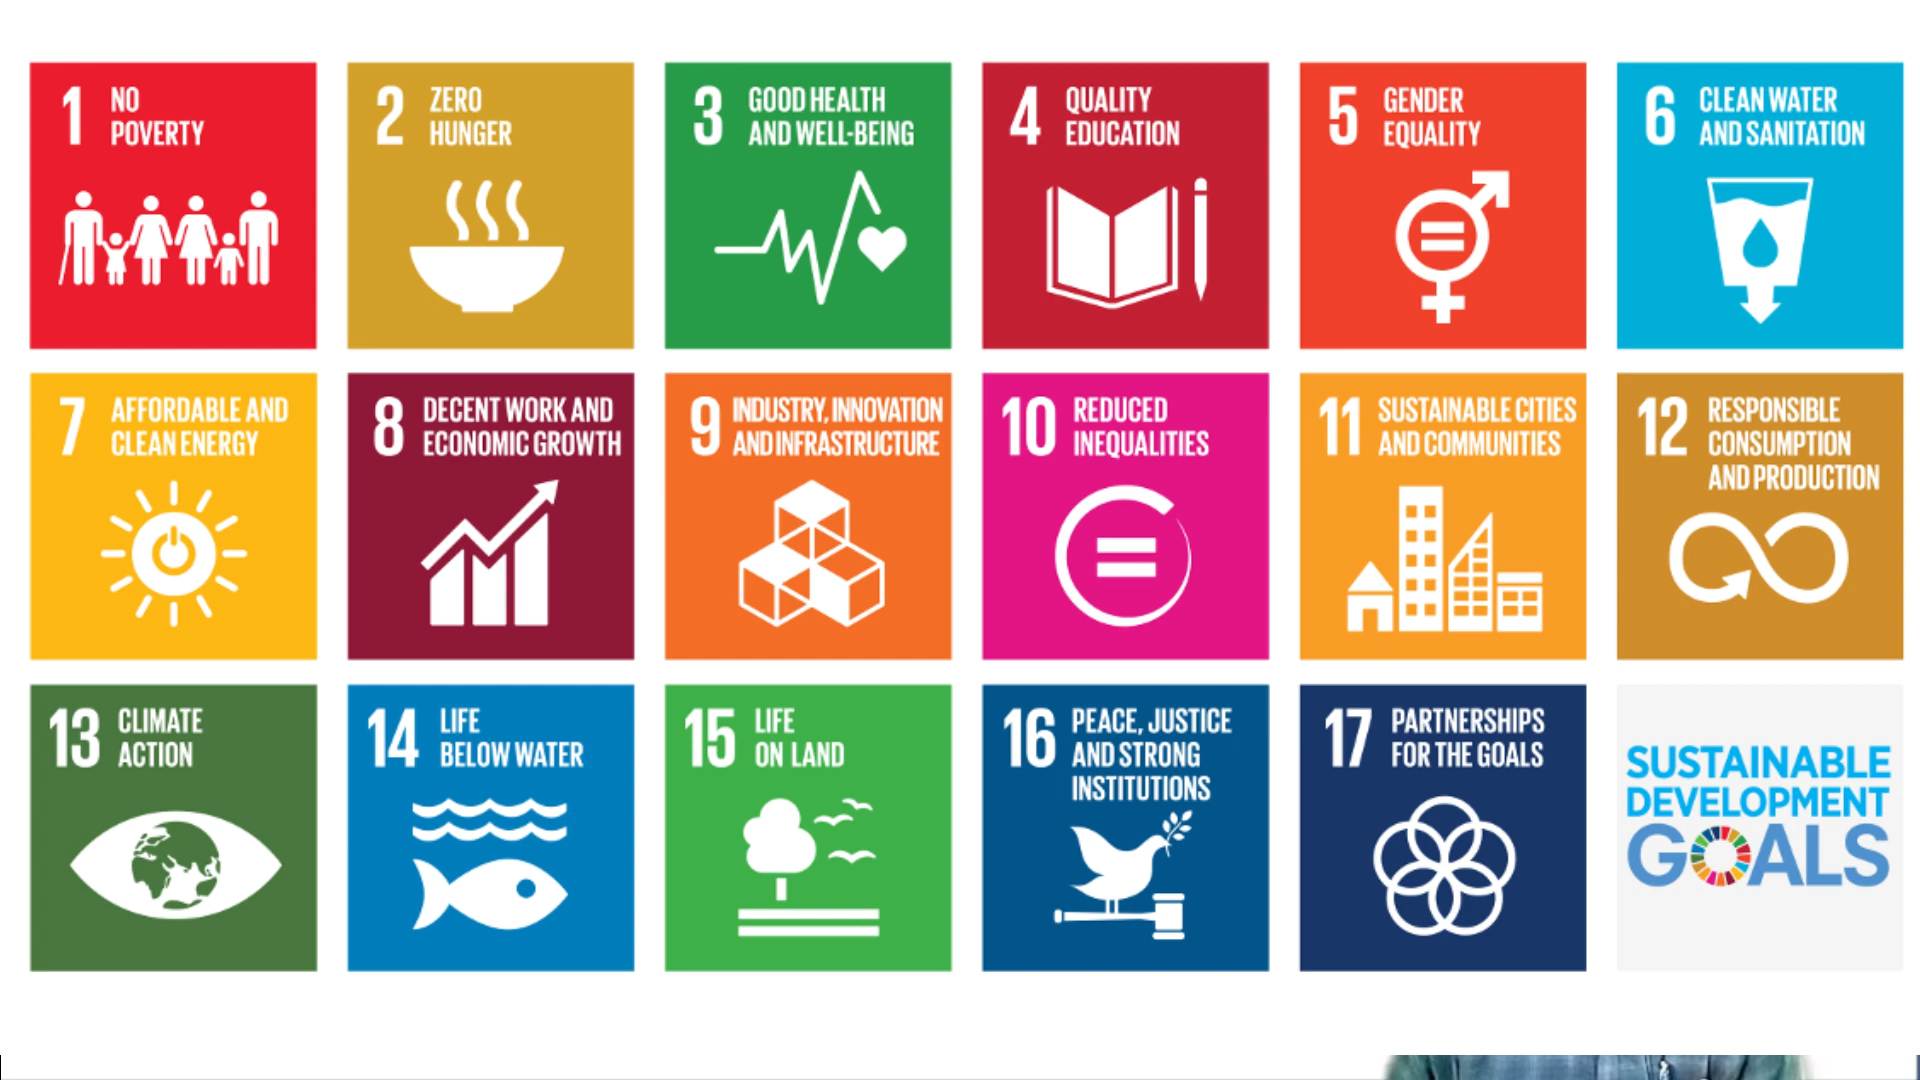 1 NO
POVERTY
2 ZERO
HUNGER
3 GOOD HEALTH
AND WELL-BEING
4 QUALITY
EDUCATION
5 GENDER
EQUALITY
6 CLEAN WATER
AND SANITATION
7 AFFORDABLE AND
CLEAN ENERGY
8 DECENT WORK AND
ECONOMIC GROWTH
9 INDUSTRY, INNOVATION
AND INFRASTRUCTURE
10 REDUCED
INEQUALITIES
11 SUSTAINABLE CITIES
AND COMMUNITIES
12 RESPONSIBLE
CONSUMPTION
AND PRODUCTION
13 CLIMATE
ACTION
14 LIFE
BELOW WATER
15 LIFE
ON LAND
16 PEACE, JUSTICE
AND STRONG
INSTITUTIONS
17 PARTNERSHIPS
FOR THE GOALS
SUSTAINABLE
DEVELOPMENT
GOALS